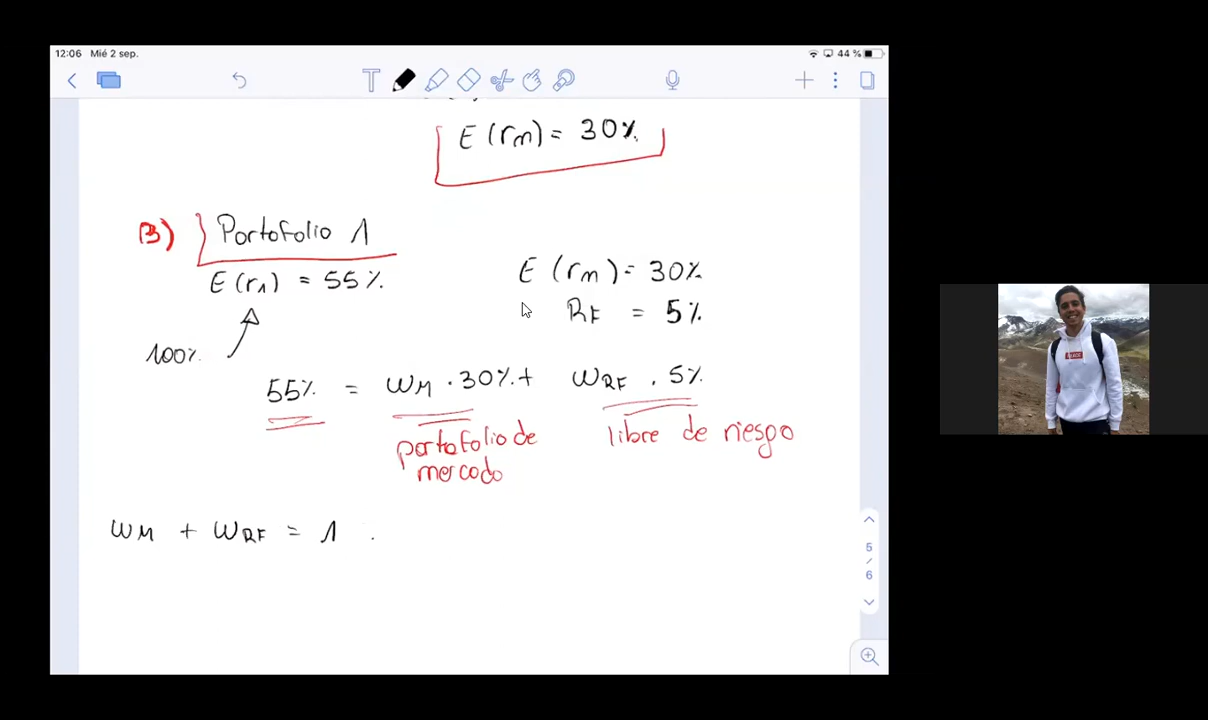 12:06 Mié 2 sep. 44 %
T
E (rm) = 30%.
B) Portofolio 1
E (r1) = 55%.
E (rm) = 30%
RF = 5%
100%.
55% = WM . 30% + WRF . 5%
portofolio de mercado
libre de riesgo
WM + WRF = 1
5
/
6